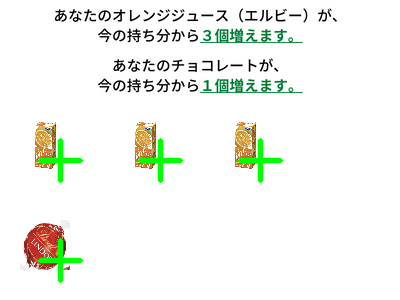 あなたのオレンジジュース（エルビー）が、
今の持ち分から３個増えます。
あなたのチョコレートが、
今の持ち分から１個増えます。
LINDT